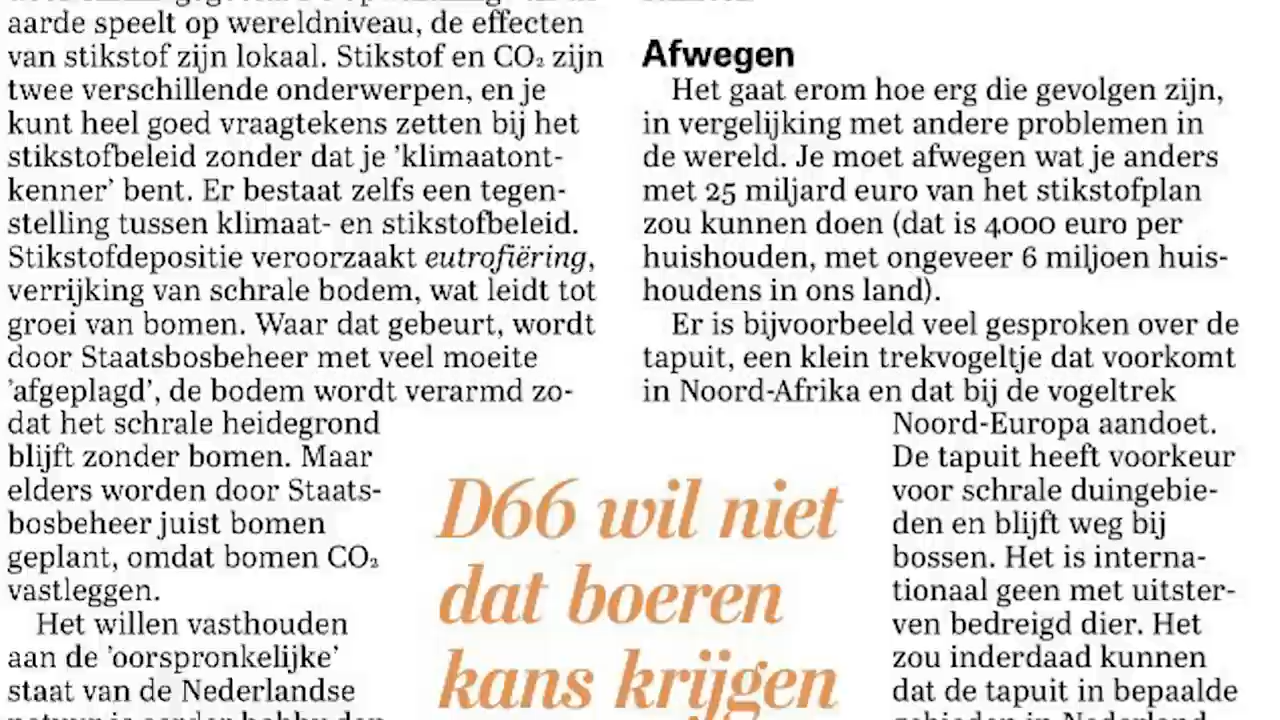 aarde speelt op wereldniveau, de effecten
van stikstof zijn lokaal. Stikstof en CO₂ zijn
twee verschillende onderwerpen, en je
kunt heel goed vraagtekens zetten bij het
stikstofbeleid zonder dat je 'klimaatont-
kenner' bent. Er bestaat zelfs een tegen-
stelling tussen klimaat- en stikstofbeleid.
Stikstofdepositie veroorzaakt eutrofiëring,
verrijking van schrale bodem, wat leidt tot
groei van bomen. Waar dat gebeurt, wordt
door Staatsbosbeheer met veel moeite
'afgeplagd', de bodem wordt verarmd zo-
dat het schrale heidegrond
blijft zonder bomen. Maar
elders worden door Staats-
bosbeheer juist bomen
geplant, omdat bomen CO₂
vastleggen.
Het willen vasthouden
aan de 'oorspronkelijke'
staat van de Nederlandse
D66 wil niet
dat boeren
kans krijgen
Afwegen
Het gaat erom hoe erg die gevolgen zijn,
in vergelijking met andere problemen in
de wereld. Je moet afwegen wat je anders
met 25 miljard euro van het stikstofplan
zou kunnen doen (dat is 4000 euro per
huishouden, met ongeveer 6 miljoen huis-
houdens in ons land).
Er is bijvoorbeeld veel gesproken over de
tapuit, een klein trekvogeltje dat voorkomt
in Noord-Afrika en dat bij de vogeltrek
Noord-Europa aandoet.
De tapuit heeft voorkeur
voor schrale duingebie-
den en blijft weg bij
bossen. Het is interna-
tionaal geen met uitster-
ven bedreigd dier. Het
zou inderdaad kunnen
dat de tapuit in bepaalde